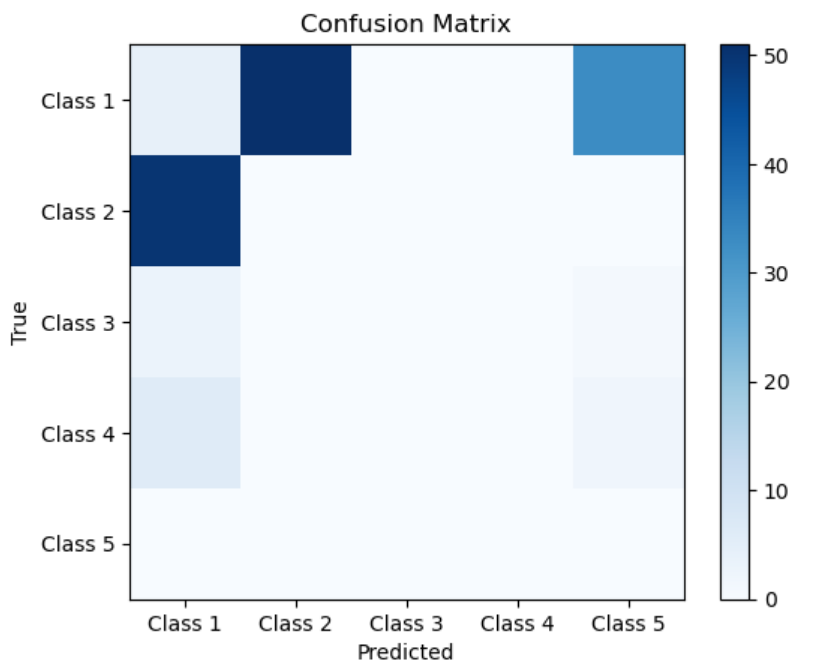 Confusion Matrix
Class 1
Class 2
Class 3
Class 4
Class 5
True
Class 1 Class 2 Class 3 Class 4 Class 5
Predicted
50
40
30
20
10
0